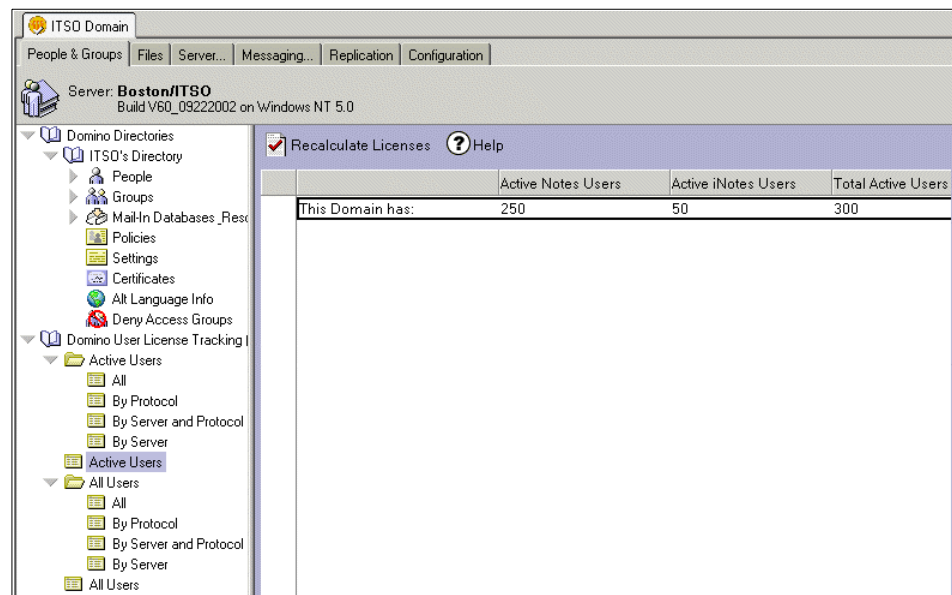 ITSO Domain
People & Groups Files Server... Messaging... Replication Configuration
Server: Boston/ITSO
Build V60_09222002 on Windows NT 5.0
Domino Directories
ITSO's Directory
People
Groups
Mail-In Databases_Reso
Policies
Settings
Certificates
Alt Language Info
Deny Access Groups
Domino User License Tracking
Active Users
All
By Protocol
By Server and Protocol
By Server
Active Users
All Users
All
By Protocol
By Server and Protocol
By Server
All Users
Recalculate Licenses Help
Active Notes Users Active iNotes Users Total Active Users
This Domain has: 250 50 300